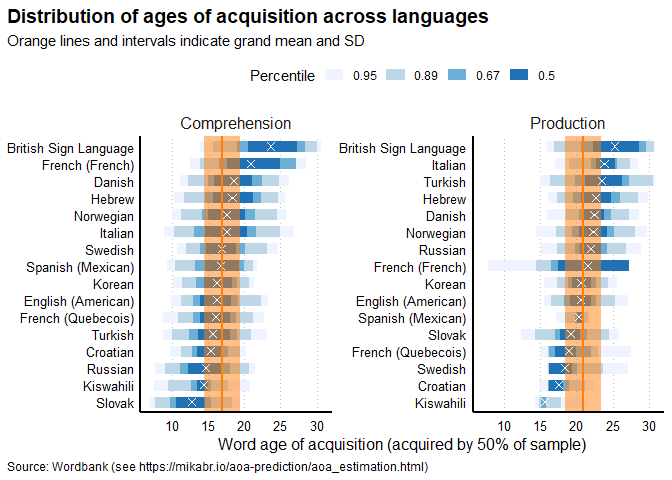 Distribution of ages of acquisition across languages
Orange lines and intervals indicate grand mean and SD
Percentile 0.95 0.89 0.67 0.5
Comprehension
British Sign Language
French (French)
Danish
Hebrew
Norwegian
Italian
Swedish
Spanish (Mexican)
Korean
English (American)
French (Quebecois)
Turkish
Croatian
Russian
Kiswahili
Slovak
10 15 20 25 30
Production
British Sign Language
Italian
Turkish
Hebrew
Danish
Norwegian
Russian
French (French)
Korean
English (American)
Spanish (Mexican)
Slovak
French (Quebecois)
Swedish
Croatian
Kiswahili
10 15 20 25 30
Word age of acquisition (acquired by 50% of sample)
Source: Wordbank (see https://mikabr.io/aoa-prediction/aoa_estimation.html)